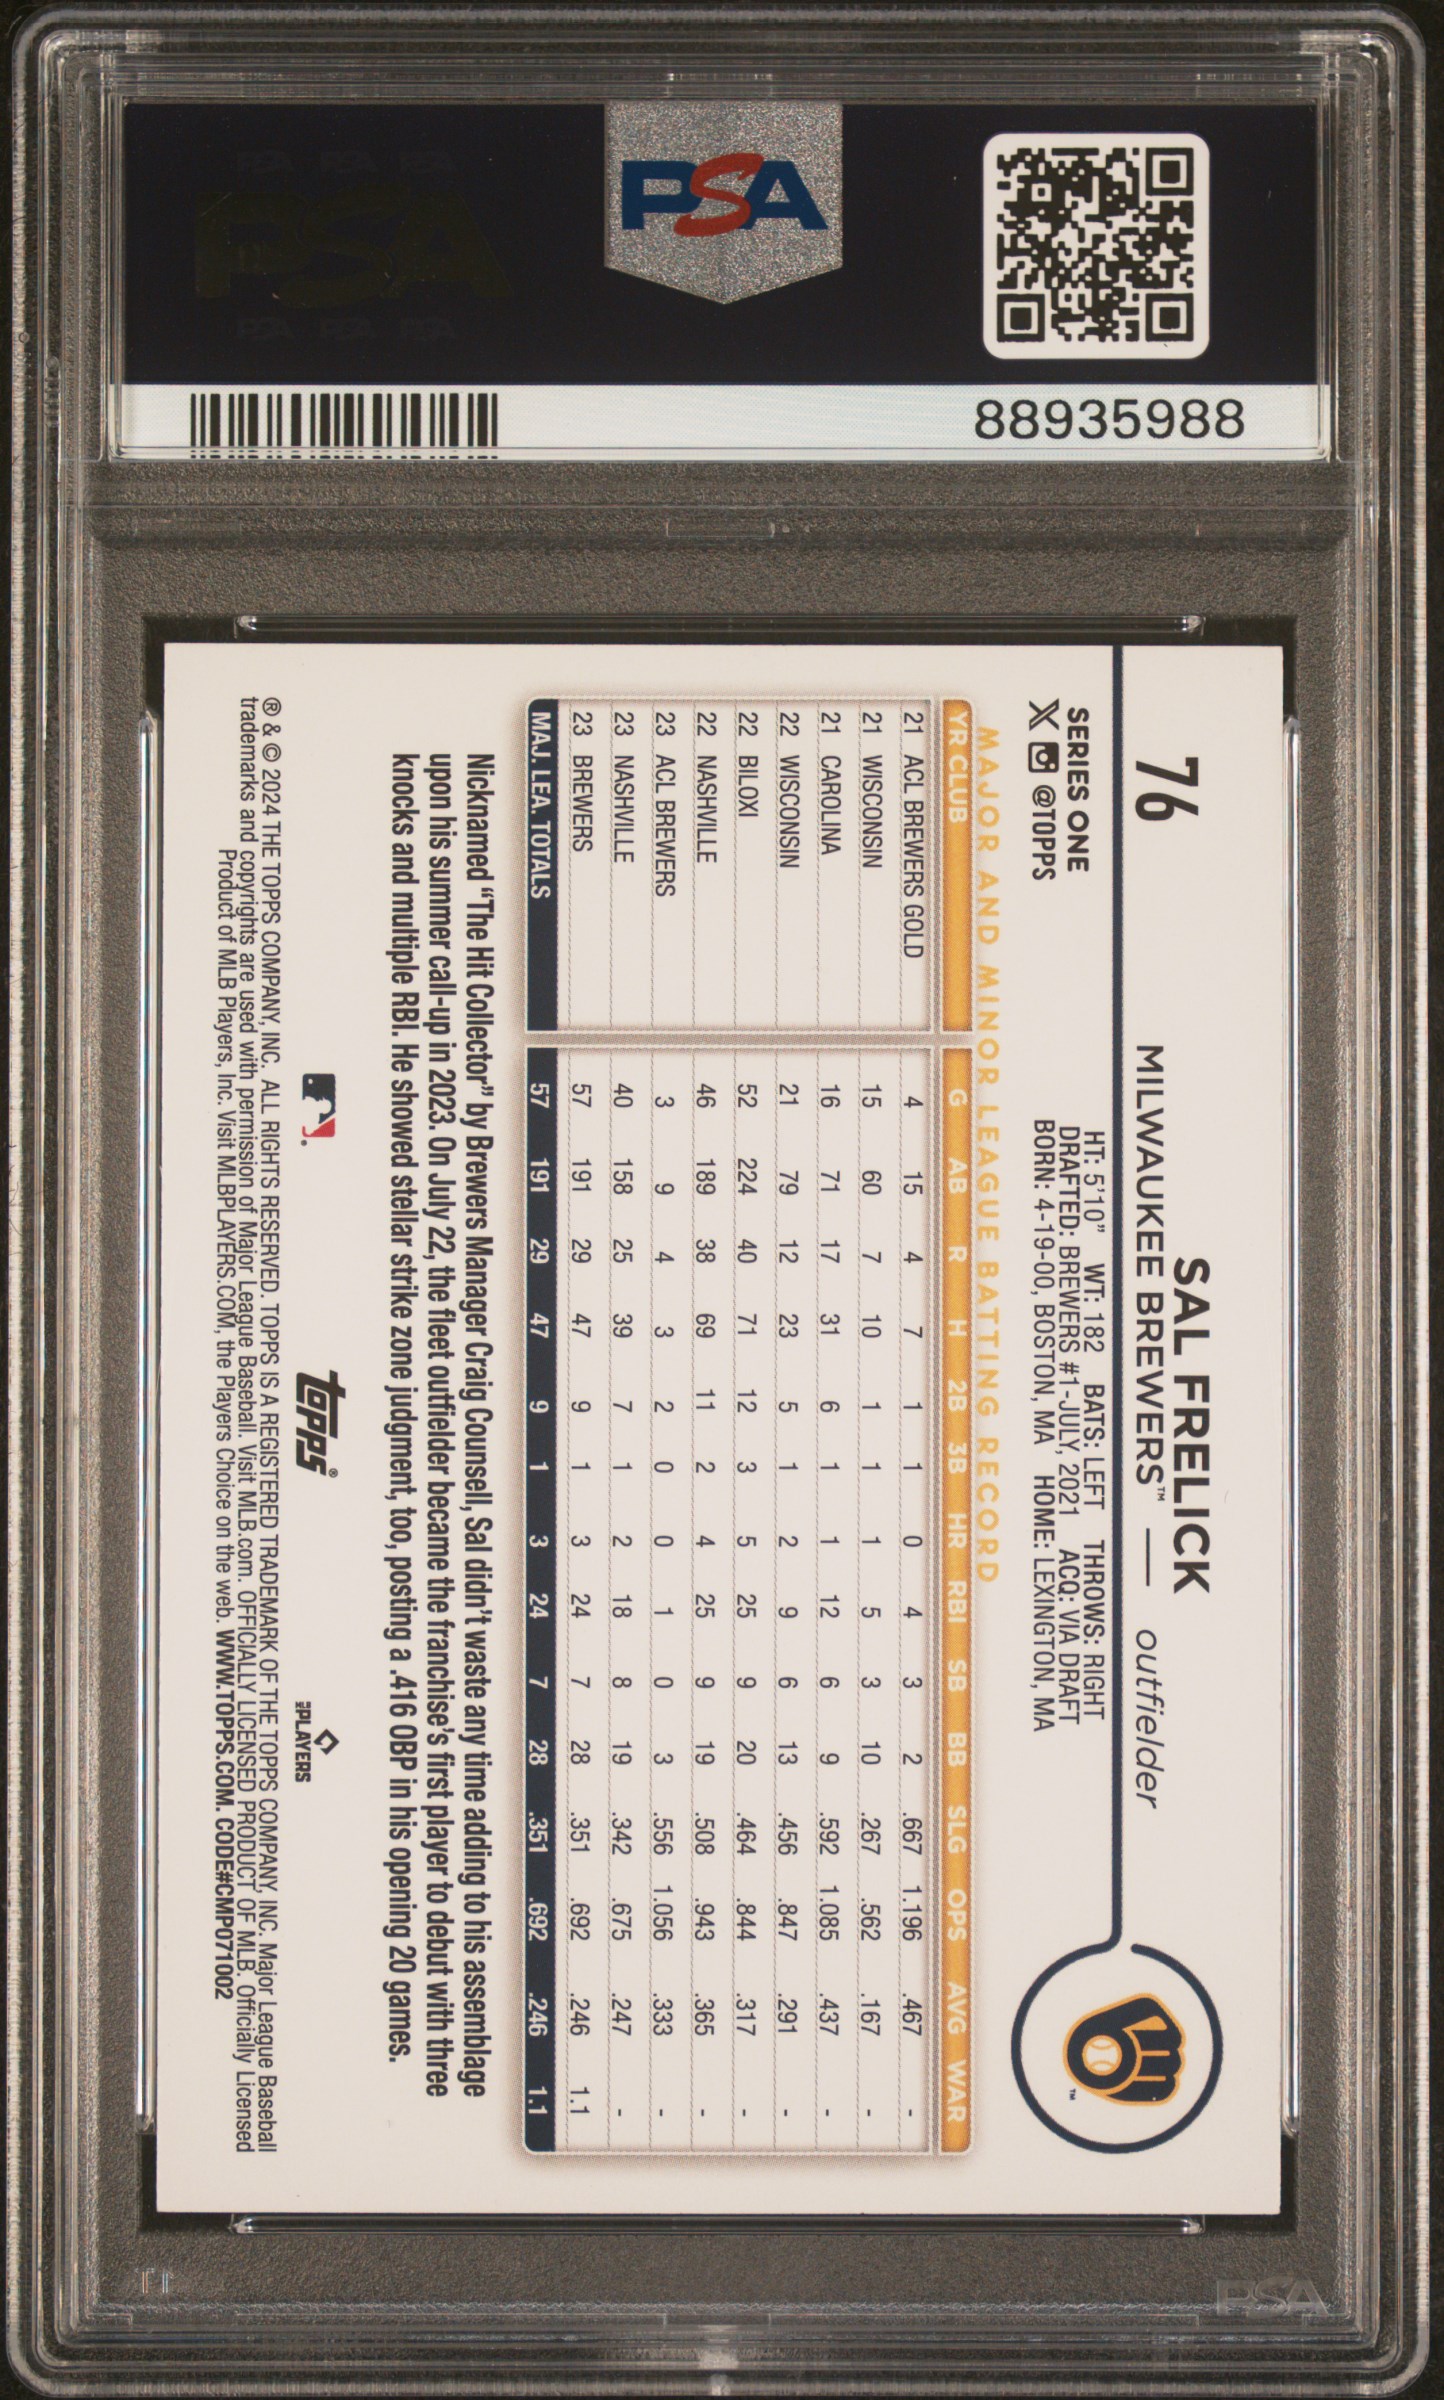 PSA
88935988
76
SAL FRELICK
MILWAUKEE BREWERS™ — outfielder
SERIES ONE
X @TOPPS
HT: 5'10" WT: 182 BATS: LEFT THROWS: RIGHT
DRAFTED: BREWERS #1-JULY, 2021 ACQ: VIA DRAFT
BORN: 4-19-00, BOSTON, MA HOME: LEXINGTON, MA
MAJOR AND MINOR LEAGUE BATTING RECORD
YR CLUB G AB R H 2B 3B HR RBI SB BB SLG OPS AVG WAR
21 ACL BREWERS GOLD 4 15 4 7 1 1 0 4 3 2 .667 1.196 .467 -
21 WISCONSIN 15 60 7 10 1 1 1 5 3 10 .267 .562 .167 -
21 CAROLINA 16 71 17 31 6 1 1 12 6 9 .592 1.085 .437 -
22 WISCONSIN 21 79 12 23 5 1 2 9 6 13 .456 .847 .291 -
22 BILOXI 52 224 40 71 12 3 5 25 9 20 .464 .844 .317 -
22 NASHVILLE 46 189 38 69 11 2 4 25 9 19 .508 .943 .365 -
23 ACL BREWERS 3 9 4 3 2 0 0 1 0 3 .556 1.056 .333 -
23 NASHVILLE 40 158 25 39 7 1 2 18 8 19 .342 .675 .247 -
23 BREWERS 57 191 29 47 9 1 3 24 7 28 .351 .692 .246 1.1
MAJ. LEA. TOTALS 57 191 29 47 9 1 3 24 7 28 .351 .692 .246 1.1
Nicknamed “The Hit Collector” by Brewers Manager Craig Counsell, Sal didn't waste any time adding to his assemblage
upon his summer call-up in 2023. On July 22, the fleet outfielder became the franchise's first player to debut with three
knocks and multiple RBI. He showed stellar strike zone judgment, too, posting a .416 OBP in his opening 20 games.
topps®
MLB PLAYERS
® & © 2024 THE TOPPS COMPANY, INC. ALL RIGHTS RESERVED. TOPPS IS A REGISTERED TRADEMARK OF THE TOPPS COMPANY, INC. Major League Baseball
trademarks and copyrights are used with permission of Major League Baseball. Visit MLB.com. OFFICIALLY LICENSED PRODUCT OF MLB. Officially Licensed
Product of MLB Players, Inc. Visit MLBPLAYERS.COM, the Players Choice on the web. WWW.TOPPS.COM. CODE#CMP071002
PSA